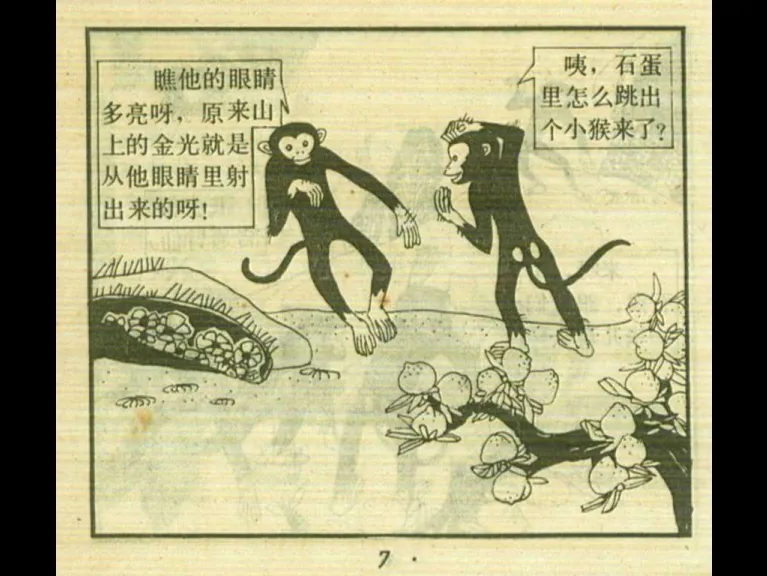 瞧他的眼睛
多亮呀，原来山
上的金光就是
从他眼睛里射
出来的呀！
咦，石蛋
里怎么跳出
个小猴来了？
7